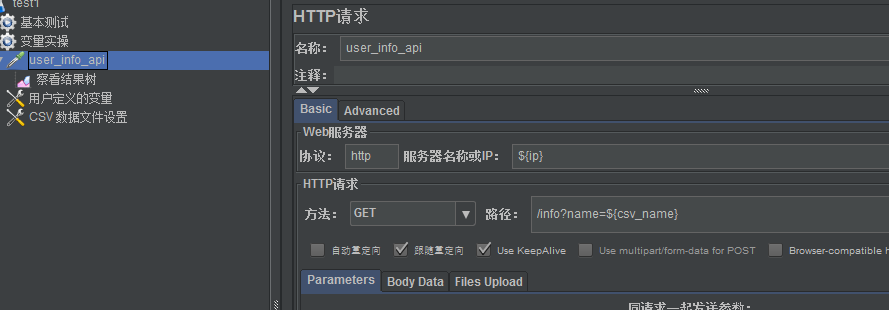 test1
基本测试
变量实操
user_info_api
察看结果树
用户定义的变量
CSV 数据文件设置
HTTP请求
名称： user_info_api
注释：
Basic Advanced
Web服务器
协议： http 服务器名称或IP： ${ip}
HTTP请求
方法： GET 路径： /info?name=${csv_name}
自动重定向 跟随重定向 Use KeepAlive Use multipart/form-data for POST Browser-compatible h
Parameters Body Data Files Upload
同请求一起发送参数：